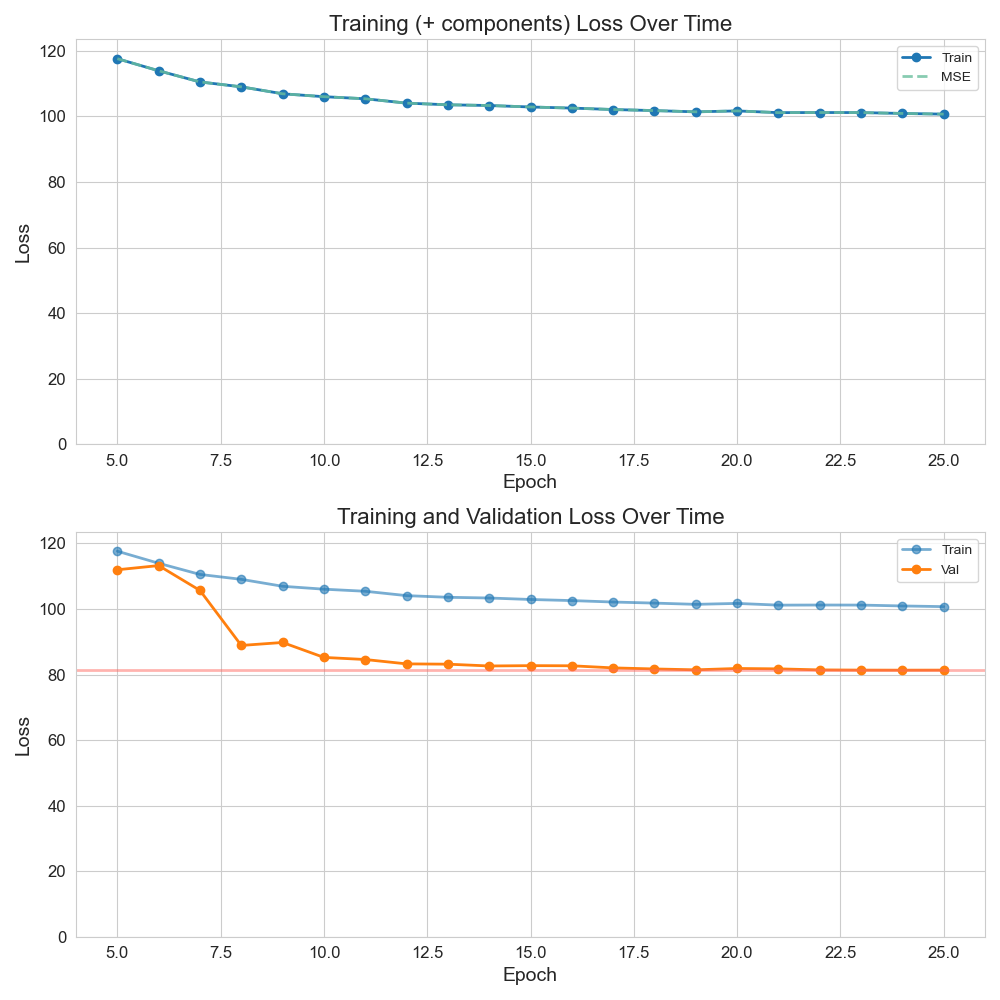 Training (+ components) Loss Over Time
120
100
80
60
40
20
0
Loss
Train
MSE
5.0 7.5 10.0 12.5 15.0 17.5 20.0 22.5 25.0
Epoch
Training and Validation Loss Over Time
120
100
80
60
40
20
0
Loss
Train
Val
5.0 7.5 10.0 12.5 15.0 17.5 20.0 22.5 25.0
Epoch